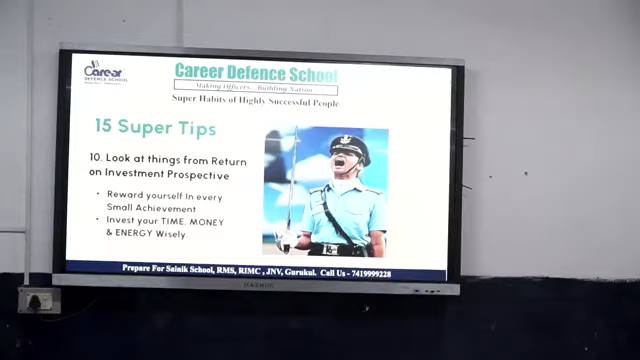 Career
DEFENCE SCHOOL
Career Defence School
Making Officers...Building Nation
Super Habits of Highly Successful People
15 Super Tips
10. Look at things from Return
on Investment Prospective
• Reward yourself In every
Small Achievement
• Invest your TIME, MONEY
& ENERGY Wisely.
Prepare For Sainik School, RMS, RIMC , JNV, Gurukul. Call Us - 7419999228